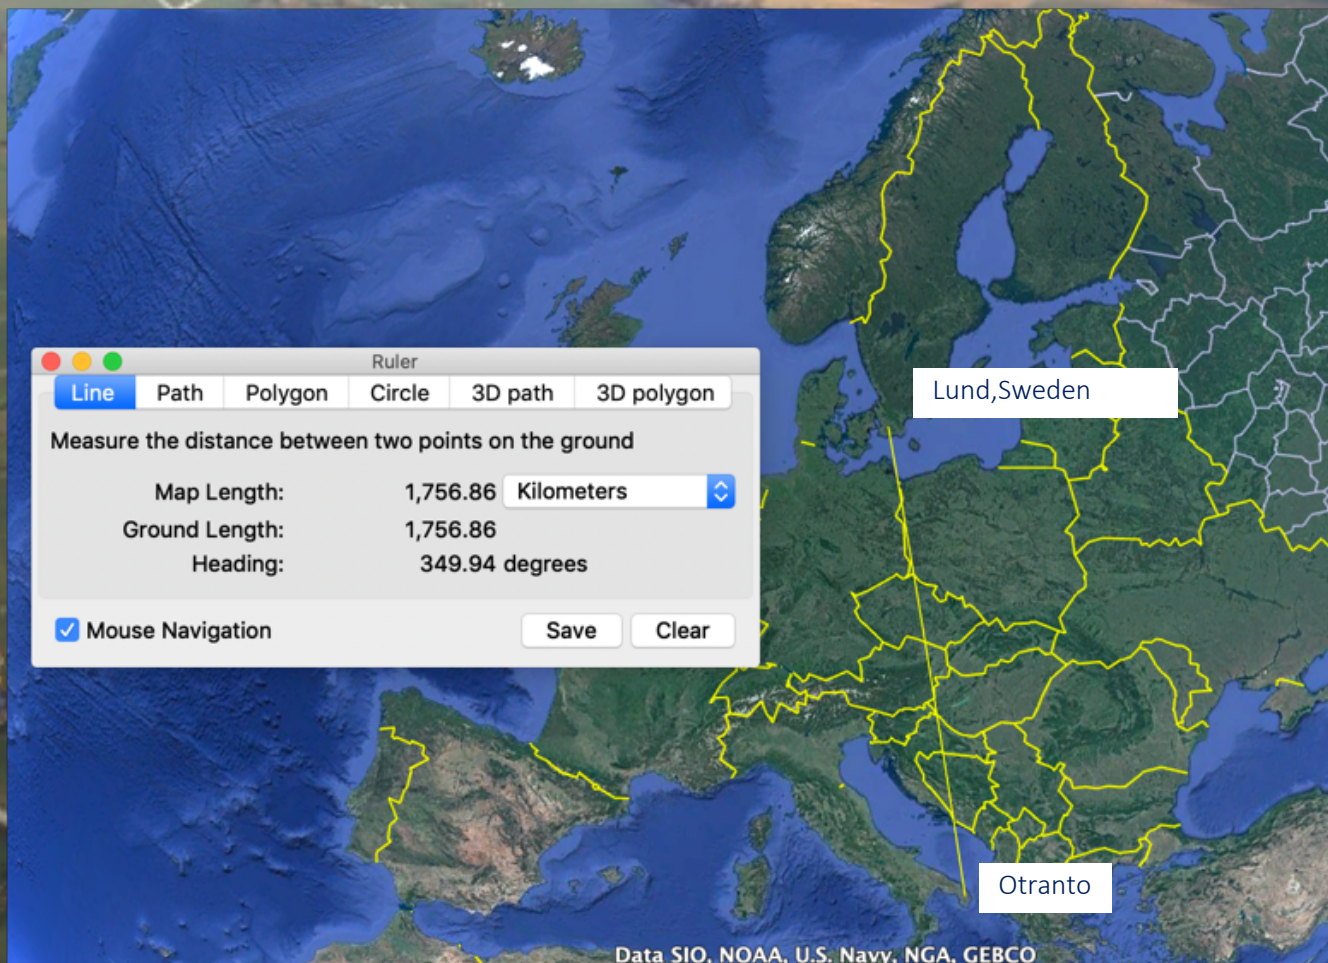 Ruler
Line Path Polygon Circle 3D path 3D polygon
Measure the distance between two points on the ground
Map Length: 1,756.86 Kilometers
Ground Length: 1,756.86
Heading: 349.94 degrees
Mouse Navigation Save Clear
Lund,Sweden
Otranto
Data SIO, NOAA, U.S. Navy, NGA, GEBCO